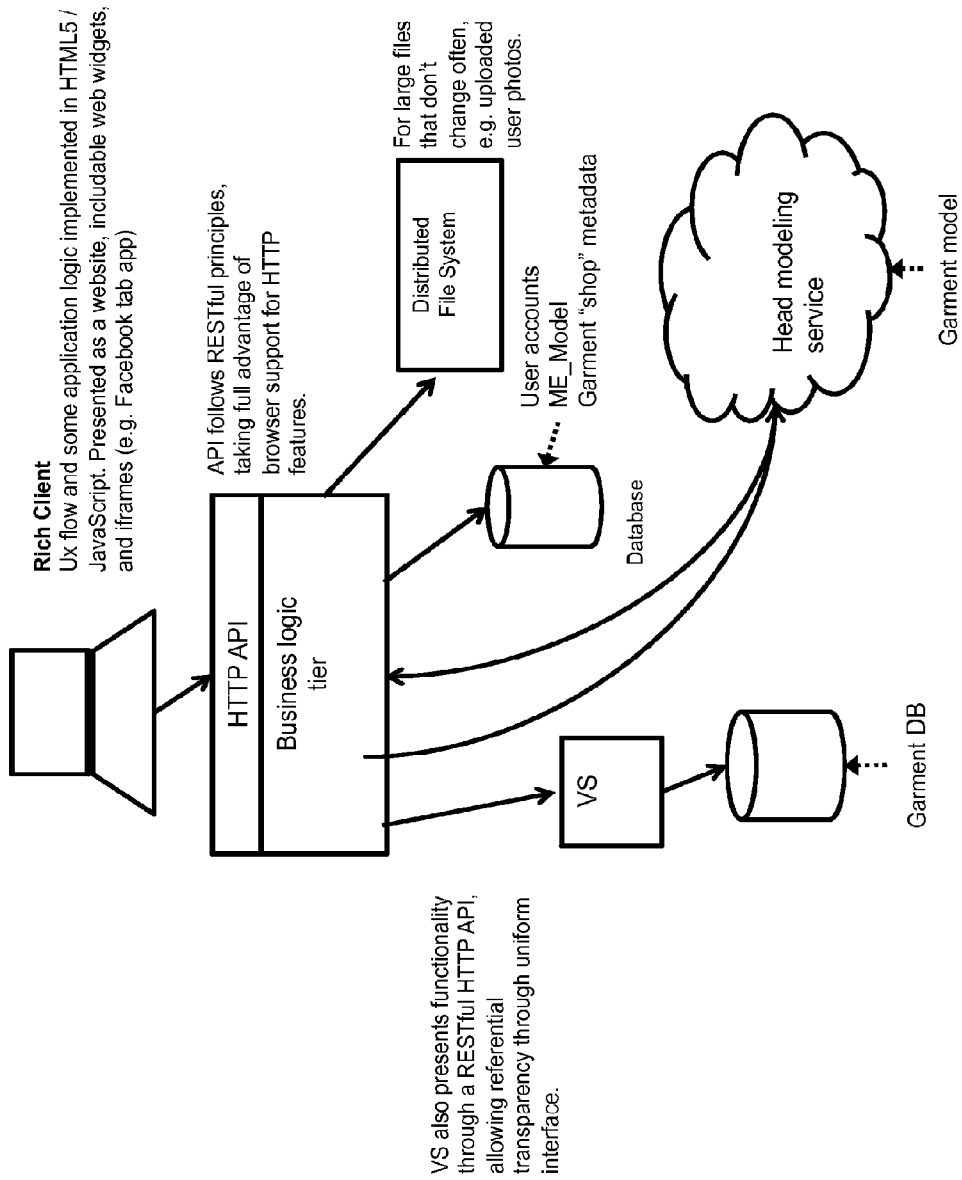 Rich Client
Ux flow and some application logic implemented in HTML5 /
JavaScript. Presented as a website, includable web widgets,
and iframes (e.g. Facebook tab app)
HTTP API
Business logic
tier
API follows RESTful principles,
taking full advantage of
browser support for HTTP
features.
Distributed
File System
For large files
that don't
change often,
e.g. uploaded
user photos.
User accounts
ME_Model
Garment “shop” metadata
Database
VS
VS also presents functionality
through a RESTful HTTP API,
allowing referential
transparency through uniform
interface.
Head modeling
service
Garment DB
Garment model